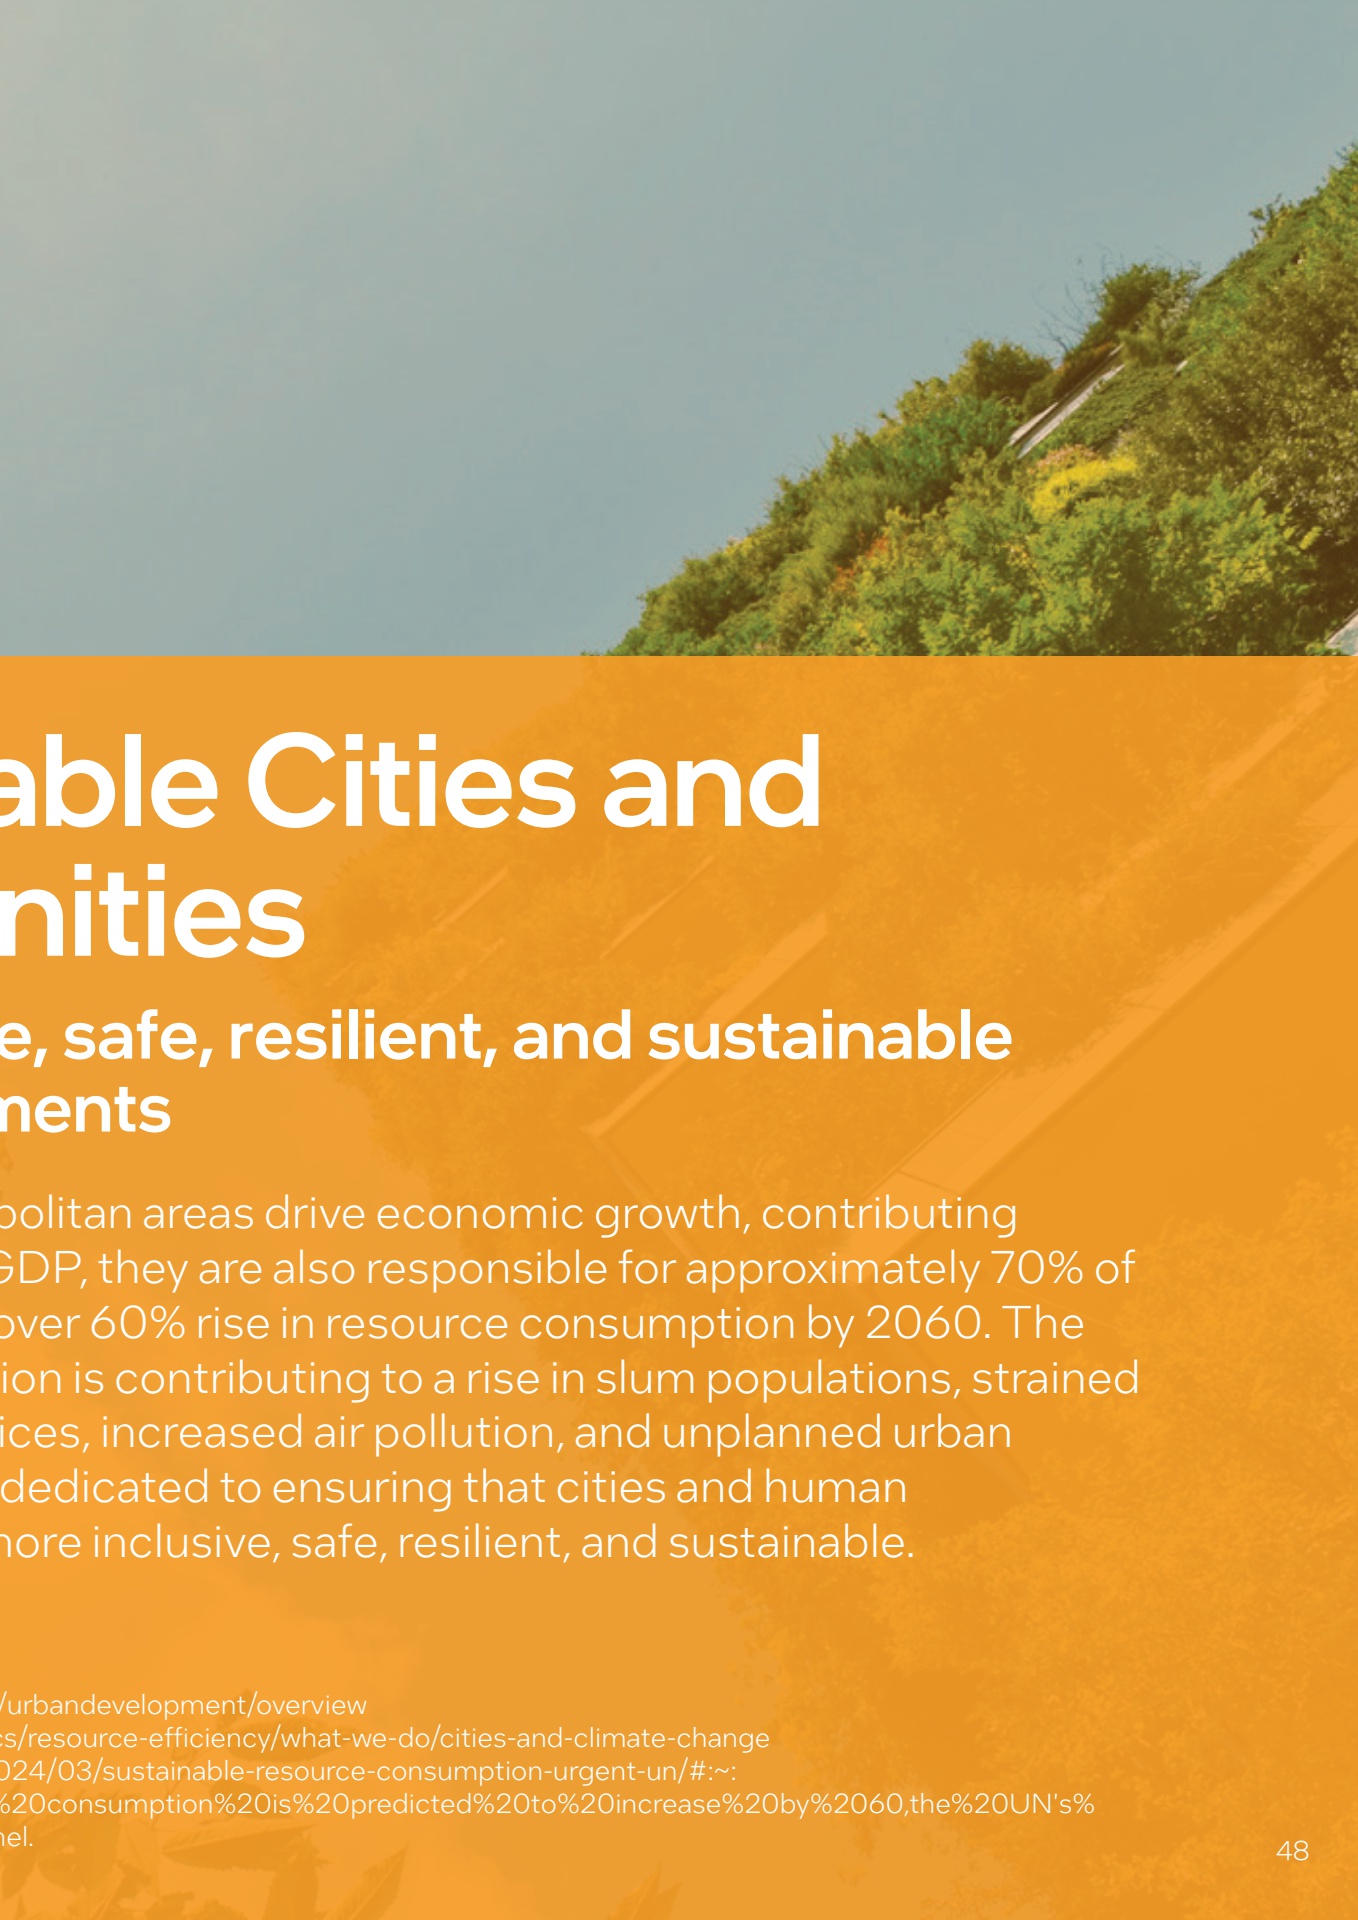 able Cities and
nities
e, safe, resilient, and sustainable
ments
politan areas drive economic growth, contributing
GDP, they are also responsible for approximately 70% of
over 60% rise in resource consumption by 2060. The
ion is contributing to a rise in slum populations, strained
ices, increased air pollution, and unplanned urban
dedicated to ensuring that cities and human
more inclusive, safe, resilient, and sustainable.
/urbandevelopment/overview
cs/resource-efficiency/what-we-do/cities-and-climate-change
024/03/sustainable-resource-consumption-urgent-un/#:~:
%20consumption%20is%20predicted%20to%20increase%20by%2060,the%20UN's%
nel.
48